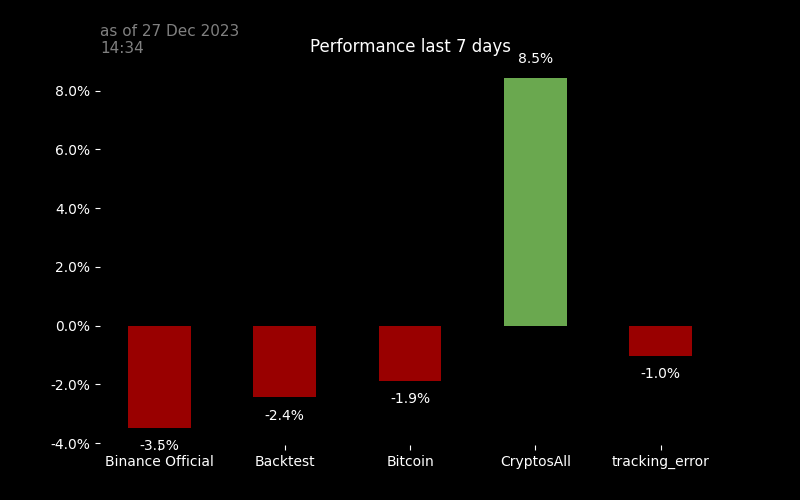 as of 27 Dec 2023
14:34
Performance last 7 days
8.5%
8.0%
6.0%
4.0%
2.0%
0.0%
-2.0%
-4.0%
-3.5%
-2.4%
-1.9%
-1.0%
Binance Official
Backtest
Bitcoin
CryptosAll
tracking_error